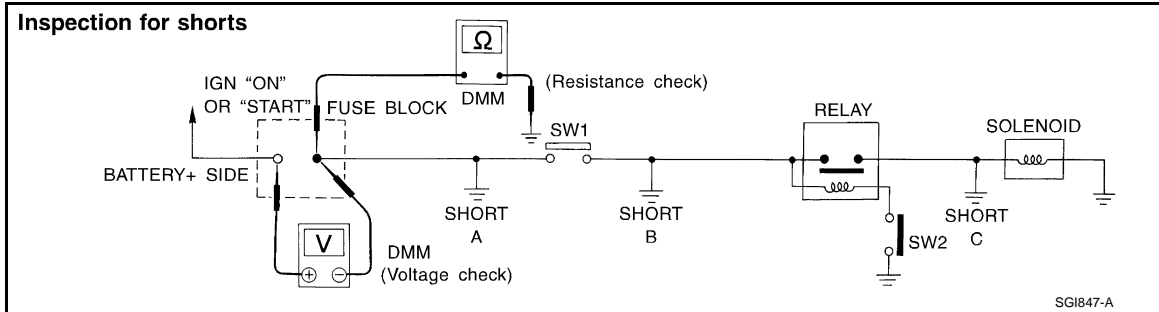 Inspection for shorts
Ω
IGN "ON"
OR "START"
FUSE BLOCK
DMM
(Resistance check)
SW1
RELAY
SOLENOID
BATTERY+ SIDE
SHORT
A
SHORT
B
SHORT
C
SW2
V
+ −
DMM
(Voltage check)
SGI847-A